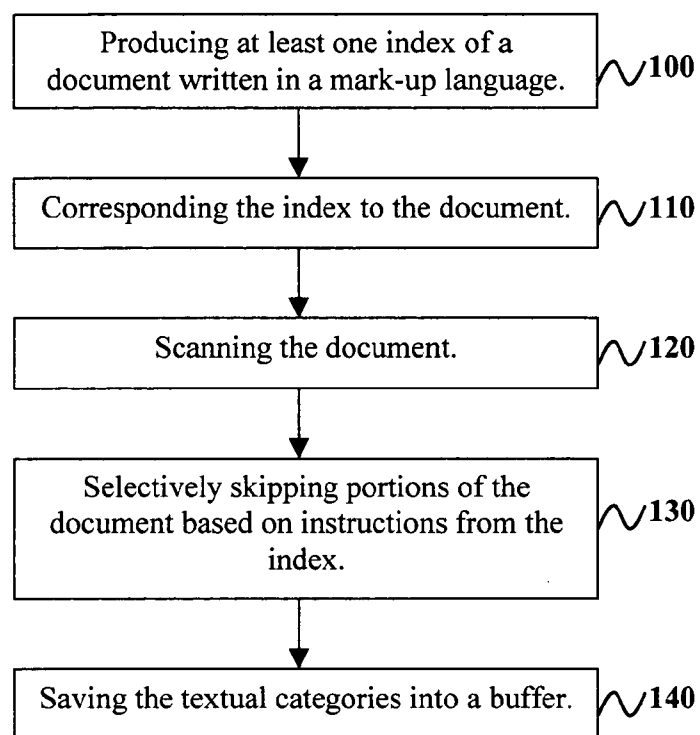 Producing at least one index of a
document written in a mark-up language.
100
Corresponding the index to the document.
110
Scanning the document.
120
Selectively skipping portions of the
document based on instructions from the
index.
130
Saving the textual categories into a buffer.
140